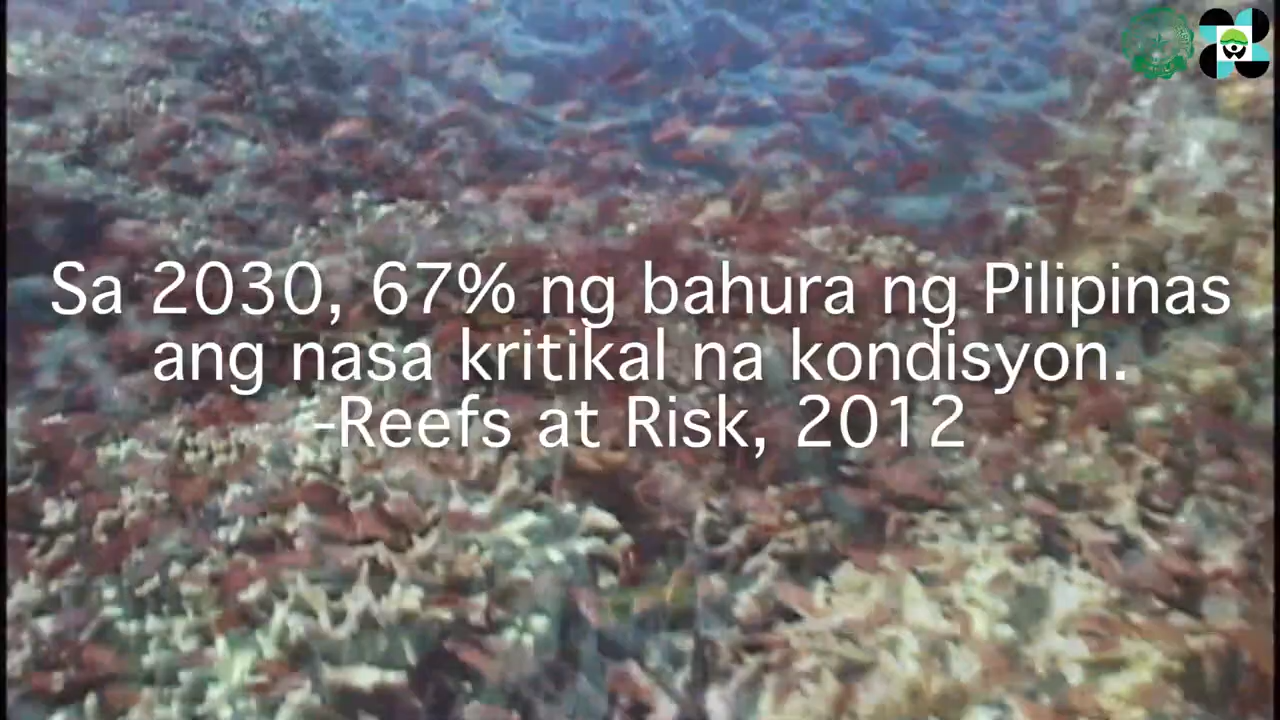 Sa 2030, 67% ng bahura ng Pilipinas
ang nasa kritikal na kondisyon.
-Reefs at Risk, 2012